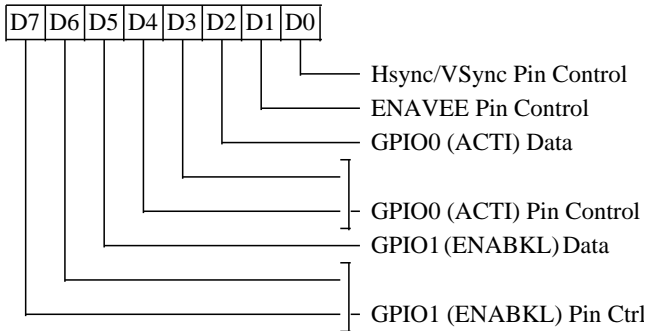 D7 D6 D5 D4 D3 D2 D1 D0
Hsync/VSync Pin Control
ENAVEE Pin Control
GPIO0 (ACTI) Data
GPIO0 (ACTI) Pin Control
GPIO1 (ENABKL) Data
GPIO1 (ENABKL) Pin Ctrl